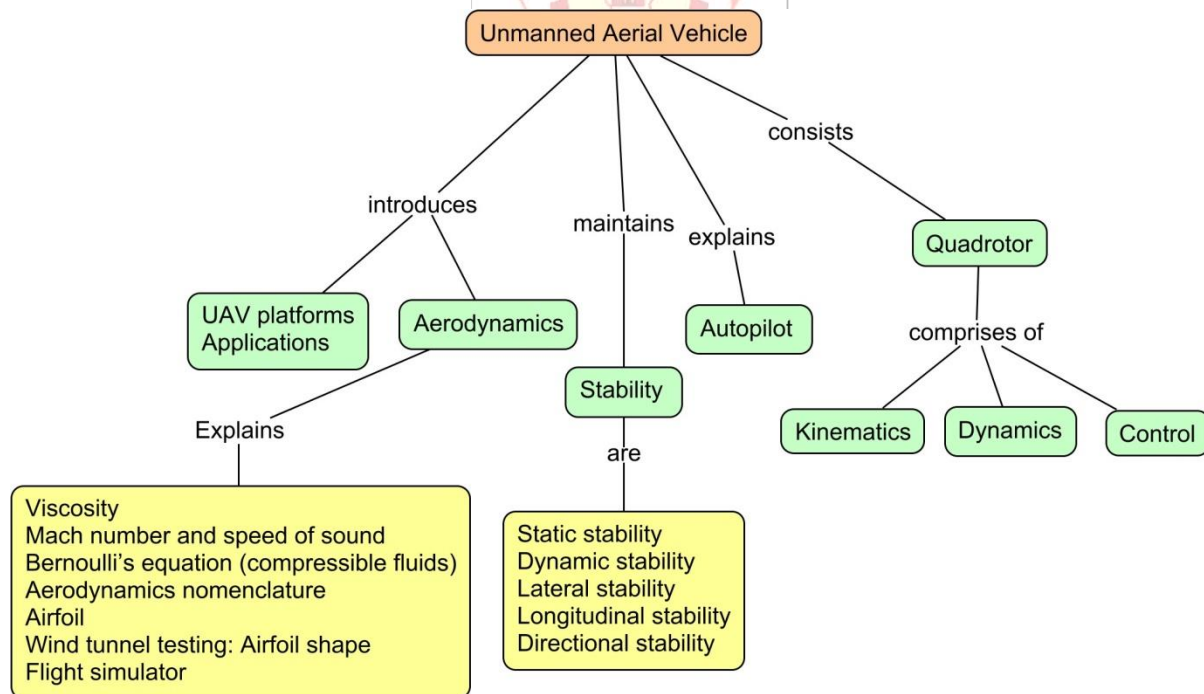 Unmanned Aerial Vehicle
consists
introduces
maintains
explains
Quadrotor
UAV platforms
Applications
Aerodynamics
Autopilot
comprises of
Stability
Kinematics
Dynamics
Control
Explains
are
Viscosity
Mach number and speed of sound
Bernoulli's equation (compressible fluids)
Aerodynamics nomenclature
Airfoil
Wind tunnel testing: Airfoil shape
Flight simulator
Static stability
Dynamic stability
Lateral stability
Longitudinal stability
Directional stability